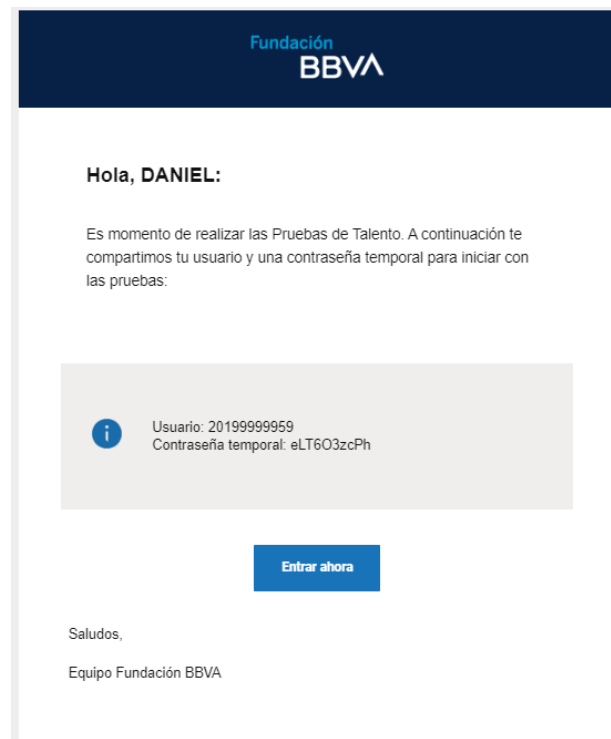 Fundación
BBVA
Hola, DANIEL:
Es momento de realizar las Pruebas de Talento. A continuación te
compartimos tu usuario y una contraseña temporal para iniciar con
las pruebas:
Usuario: 20199999959
Contraseña temporal: eLT6O3zcPh
Entrar ahora
Saludos,
Equipo Fundación BBVA